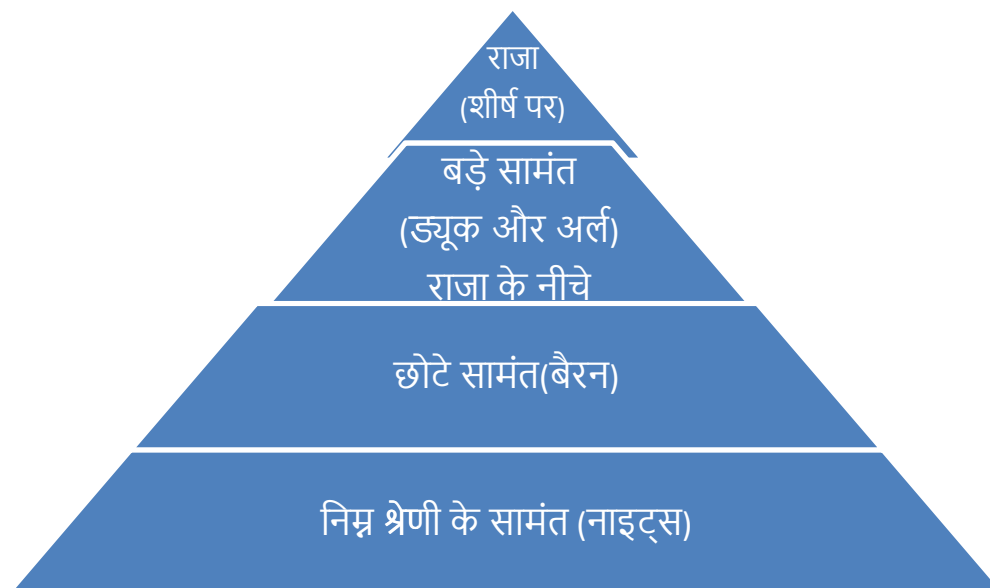 राजा
(शीर्ष पर)
बड़े सामंत
(ड्यूक और अर्ल)
राजा के नीचे
छोटे सामंत(बैरन)
निम्न श्रेणी के सामंत (नाइट्स)